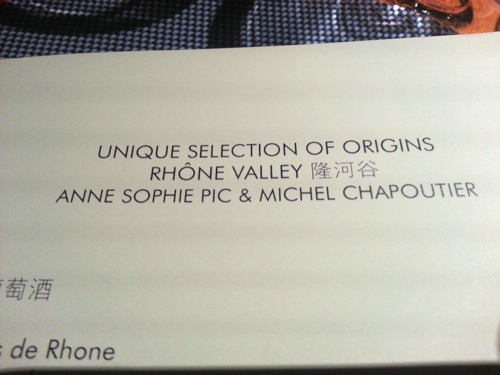 UNIQUE SELECTION OF ORIGINS
RHÔNE VALLEY 隆河谷
ANNE SOPHIE PIC & MICHEL CHAPOUTIER
萄酒
de Rhone